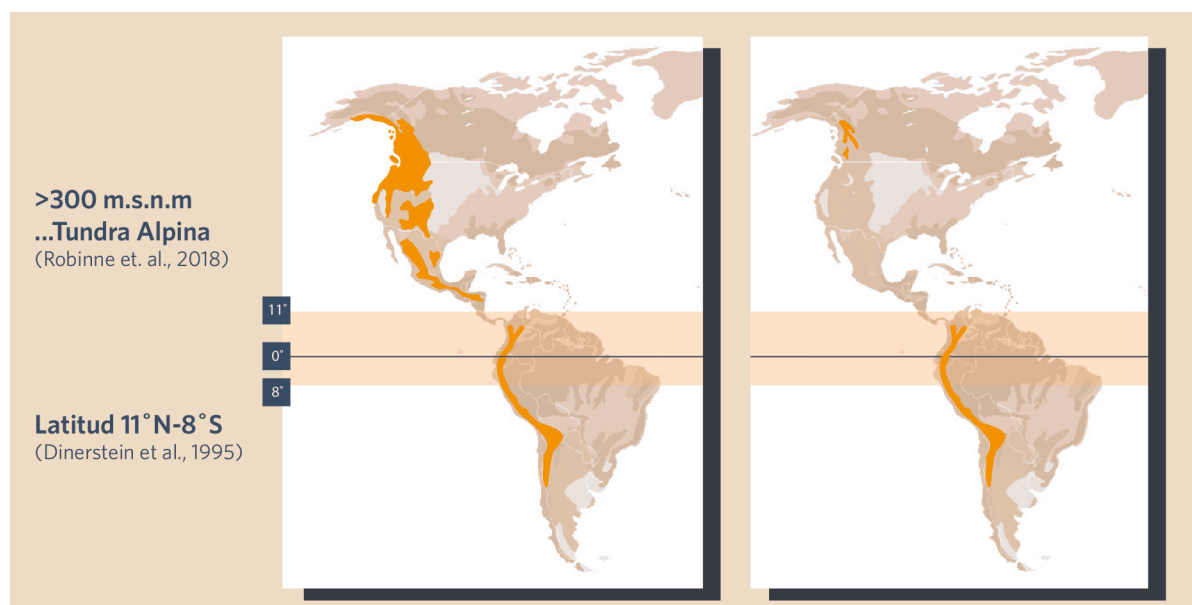 >300 m.s.n.m
...Tundra Alpina
(Robinne et. al., 2018)
11°
0°
8°
Latitud 11°N-8°S
(Dinerstein et al., 1995)